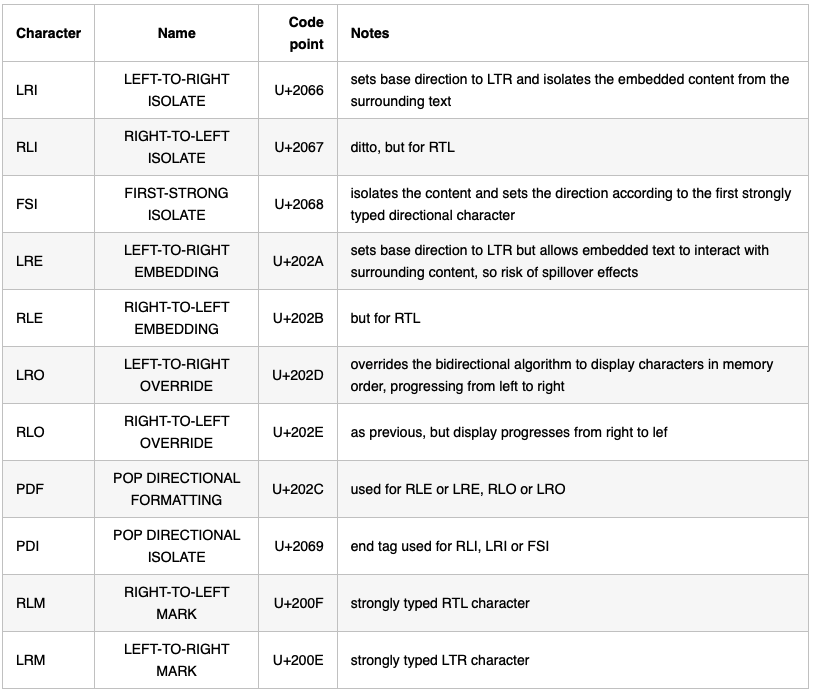 Character Name Code point Notes
LRI LEFT-TO-RIGHT ISOLATE U+2066 sets base direction to LTR and isolates the embedded content from the surrounding text
RLI RIGHT-TO-LEFT ISOLATE U+2067 ditto, but for RTL
FSI FIRST-STRONG ISOLATE U+2068 isolates the content and sets the direction according to the first strongly typed directional character
LRE LEFT-TO-RIGHT EMBEDDING U+202A sets base direction to LTR but allows embedded text to interact with surrounding content, so risk of spillover effects
RLE RIGHT-TO-LEFT EMBEDDING U+202B but for RTL
LRO LEFT-TO-RIGHT OVERRIDE U+202D overrides the bidirectional algorithm to display characters in memory order, progressing from left to right
RLO RIGHT-TO-LEFT OVERRIDE U+202E as previous, but display progresses from right to lef
PDF POP DIRECTIONAL FORMATTING U+202C used for RLE or LRE, RLO or LRO
PDI POP DIRECTIONAL ISOLATE U+2069 end tag used for RLI, LRI or FSI
RLM RIGHT-TO-LEFT MARK U+200F strongly typed RTL character
LRM LEFT-TO-RIGHT MARK U+200E strongly typed LTR character